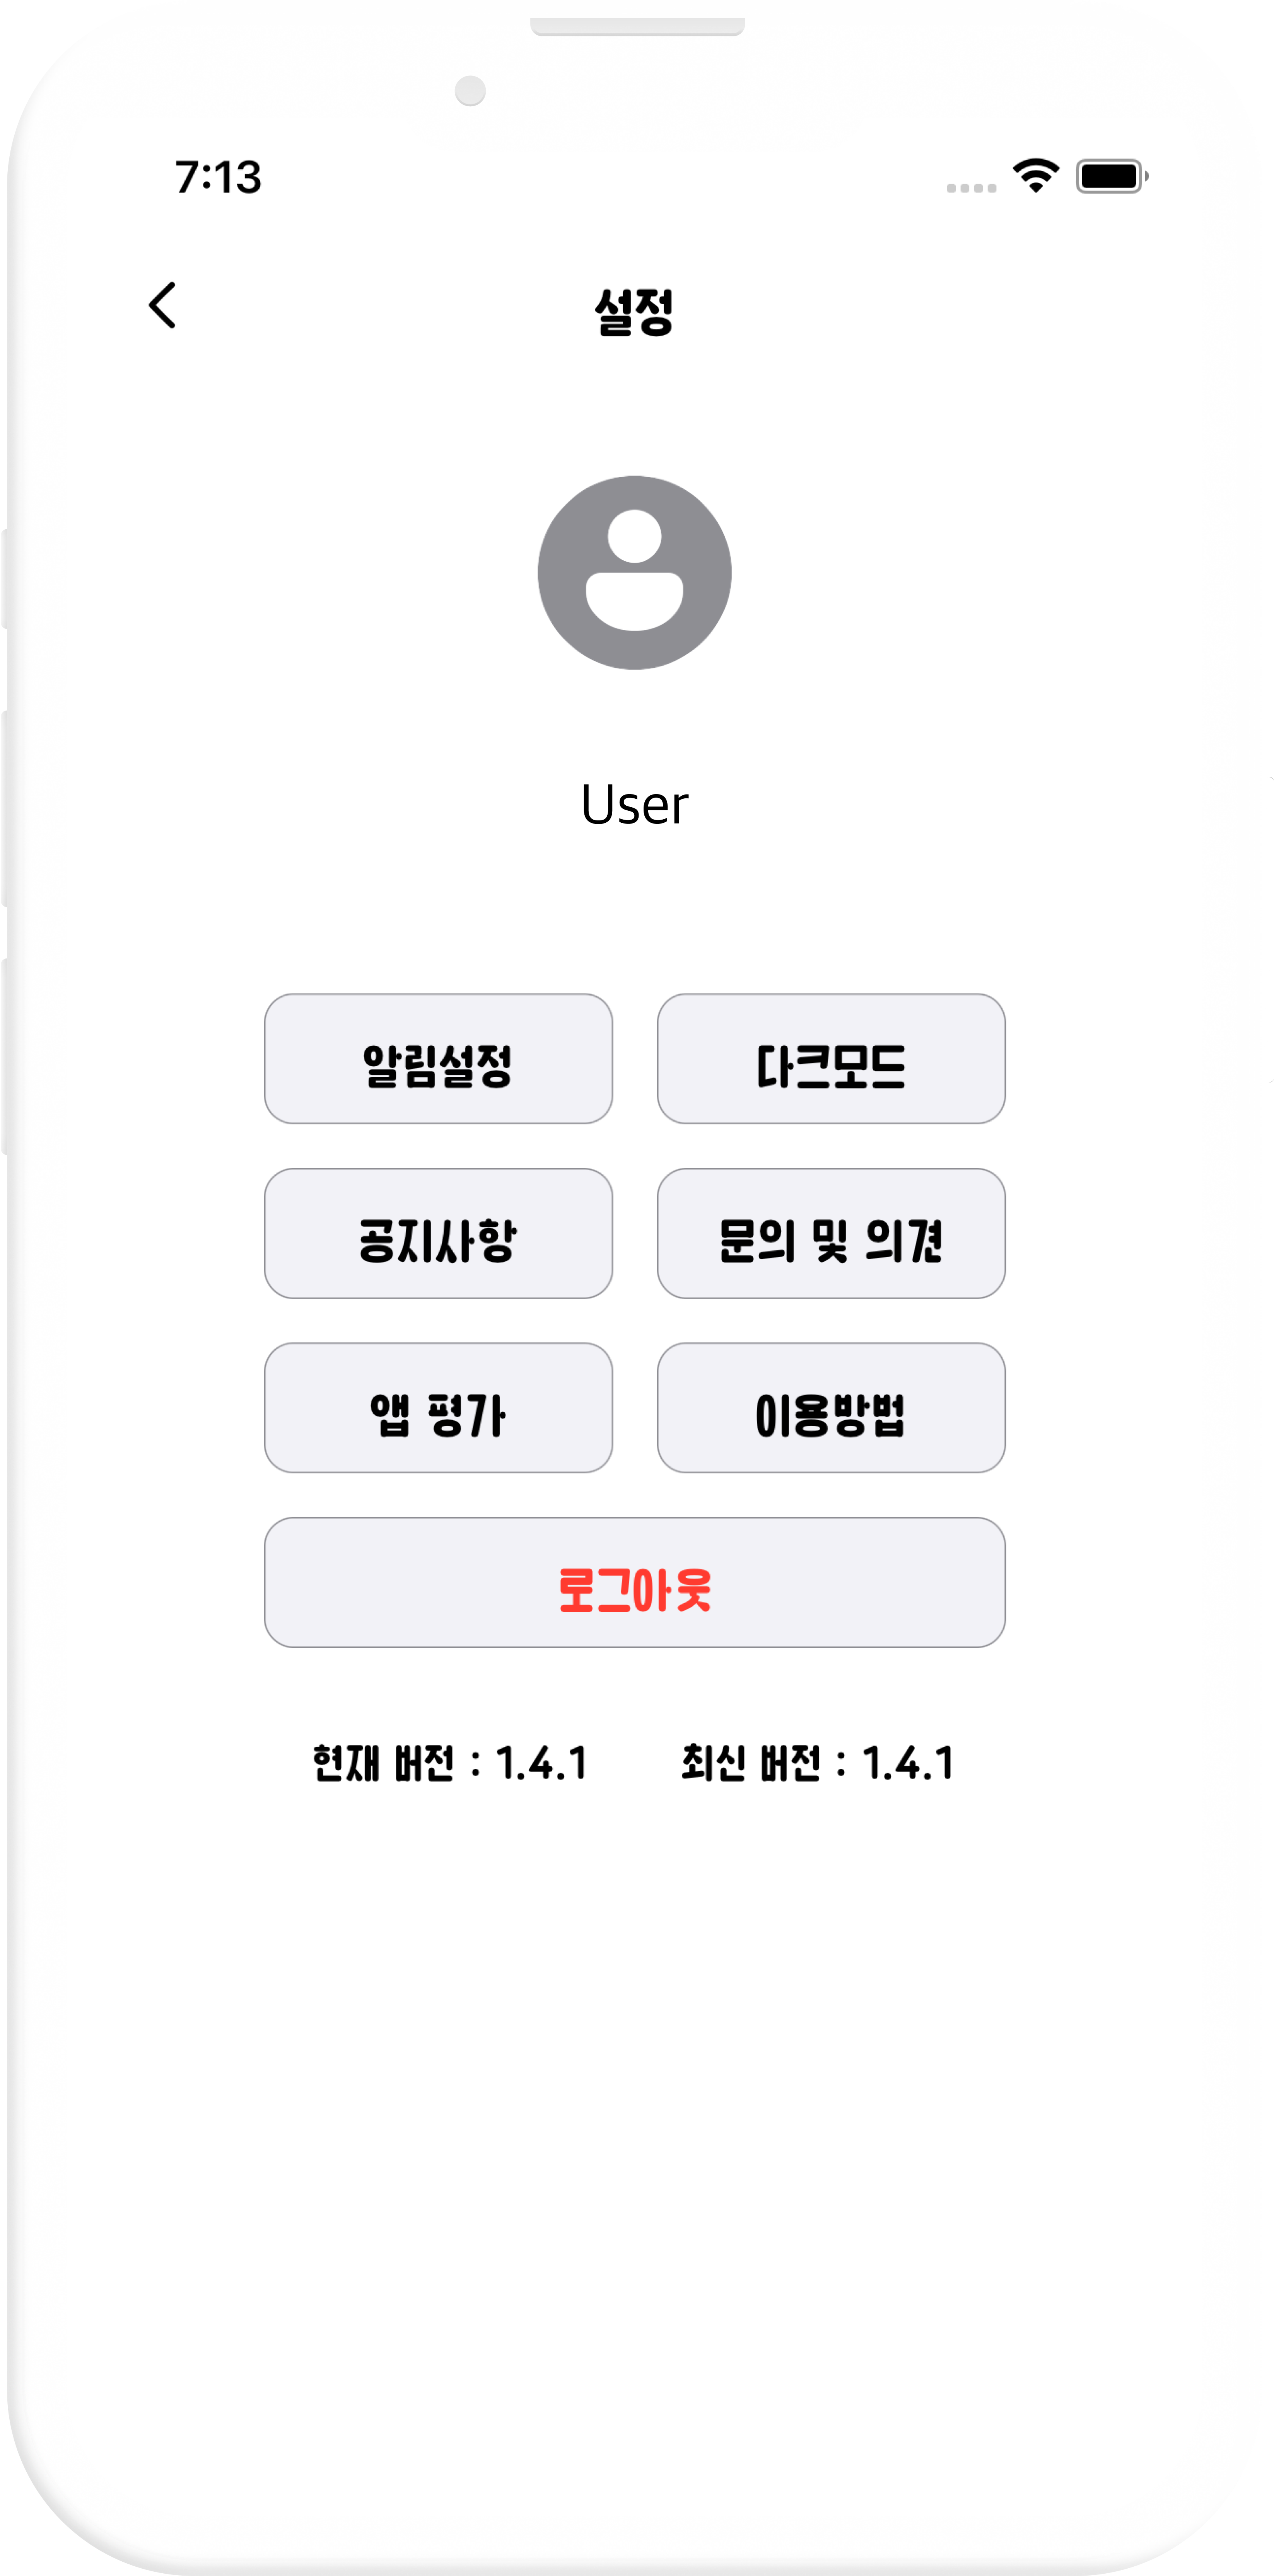 7:13
설정
User
알림설정 다크모드
공지사항 문의 및 의견
앱 평가 이용방법
로그아웃
현재 버전 : 1.4.1 최신 버전 : 1.4.1